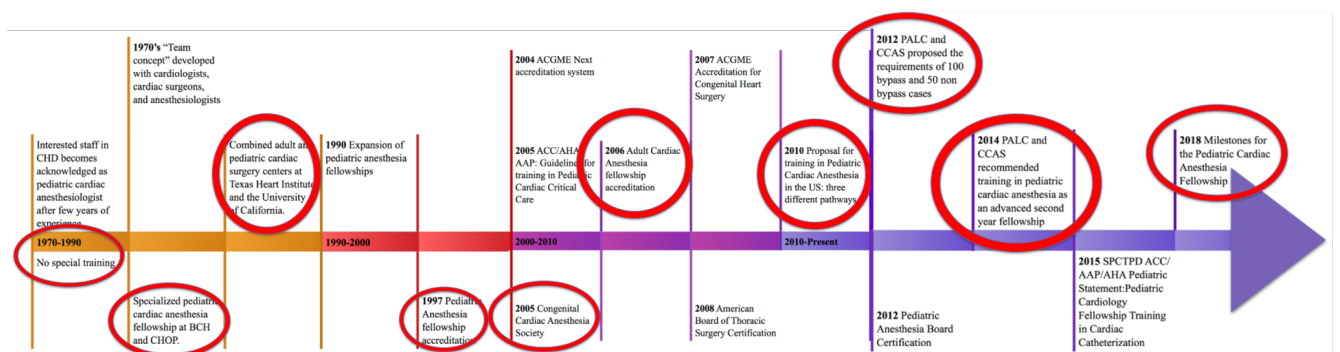 1970's "Team
concept" developed
with cardiologists,
cardiac surgeons,
and anesthesiologists
2004 ACGME Next
accreditation system
2007 ACGME
Accreditation for
Congenital Heart
Surgery
2012 PALC and
CCAS proposed the
requirements of 100
bypass and 50 non
bypass cases
Interested staff in
CHD becomes
acknowledged as
pediatric cardiac
anesthesiologist
after few years of
experience
Combined adult and
pediatric cardiac
surgery centers at
Texas Heart Institute
and the University
of California.
1990 Expansion of
pediatric anesthesia
fellowships
2005 ACC/AHA
AAP: Guidelines for
training in Pediatric
Cardiac Critical
Care
2006 Adult Cardiac
Anesthesia
fellowship
accreditation
2010 Proposal for
training in Pediatric
Cardiac Anesthesia
in the US: three
different pathways
2014 PALC and
CCAS
recommended
training in pediatric
cardiac anesthesia as
an advanced second
year fellowship
2018 Milestones for
the Pediatric Cardiac
Anesthesia
Fellowship
1970-1990
1990-2000
2000-2010
2010-Present
No special training
Specialized pediatric
cardiac anesthesia
fellowship at BCH
and CHOP.
1997 Pediatric
Anesthesia
fellowship
accreditation
2005 Congenital
Cardiac Anesthesia
Society
2008 American
Board of Thoracic
Surgery Certification
2012 Pediatric
Anesthesia Board
Certification
2015 SPCTPD ACC/
AAP/AHA Pediatric
Statement:Pediatric
Cardiology
Fellowship Training
in Cardiac
Catheterization